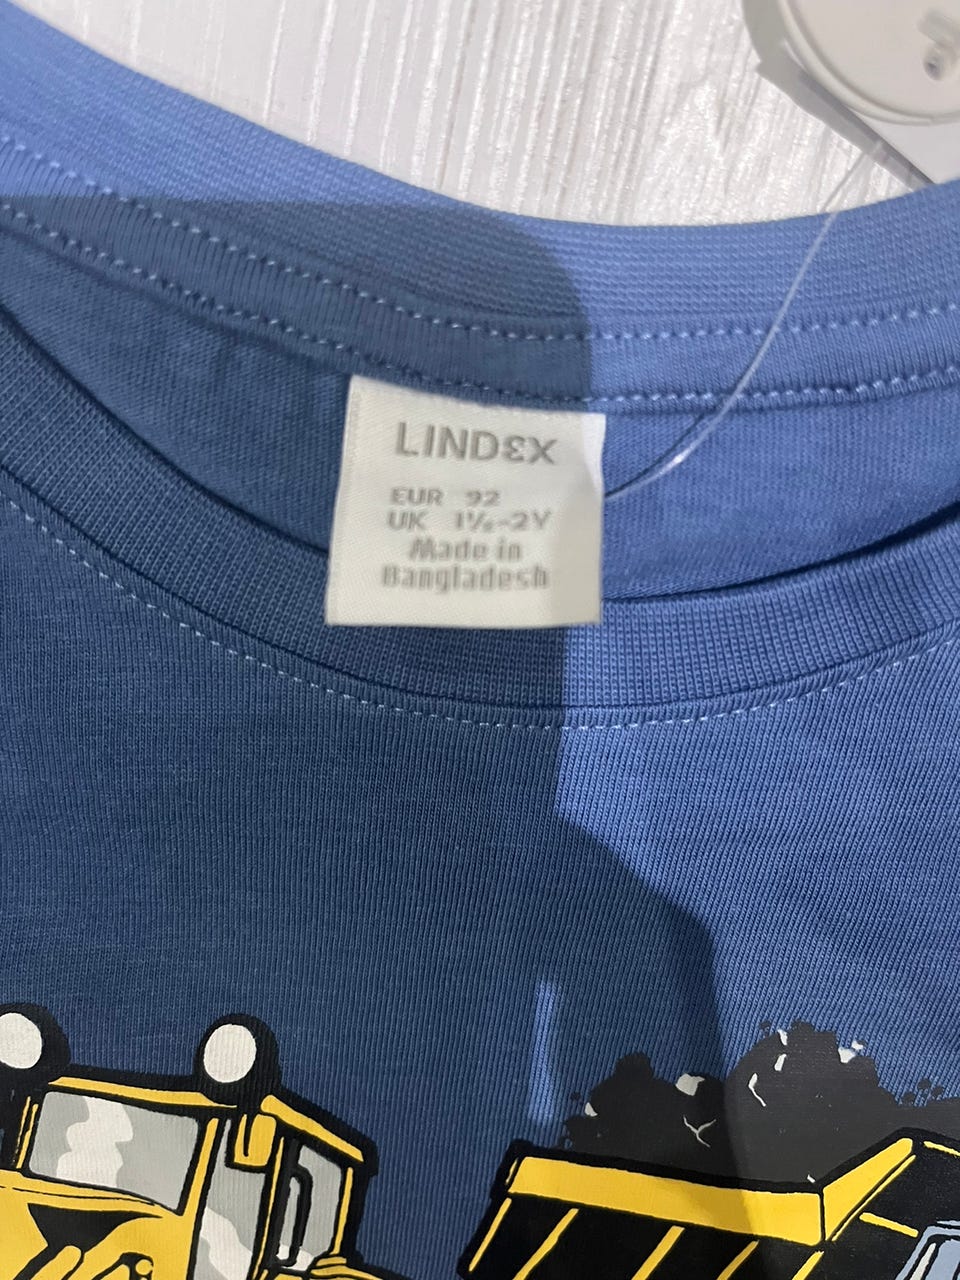 LINDEX
EUR 92
UK 1½-2Y
Made in
Bangladesh